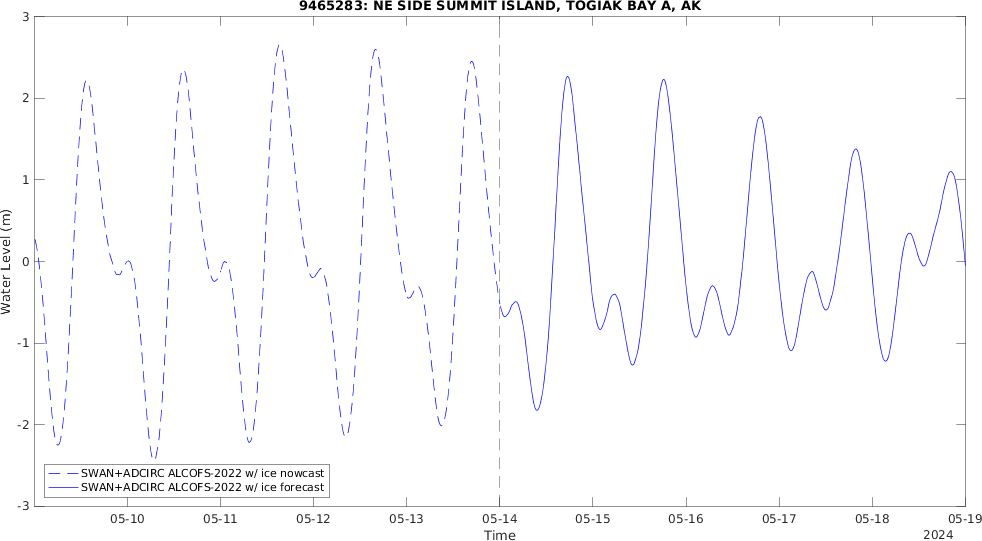 9465283: NE SIDE SUMMIT ISLAND, TOGIAK BAY A, AK
3
2
1
0
-1
-2
-3
Water Level (m)
SWAN+ADCIRC ALCOFS-2022 w/ ice nowcast
SWAN+ADCIRC ALCOFS-2022 w/ ice forecast
05-10 05-11 05-12 05-13 05-14 05-15 05-16 05-17 05-18 05-19
Time
2024